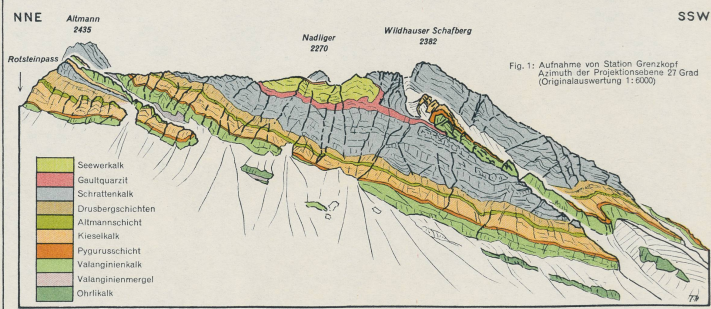 NNE
Altmann
2435
SSW
Nadliger
2270
Wildhauser Schafberg
2382
Rotsteinpass
Fig. 1: Aufnahme von Station Grenzkopf
Azimuth der Projektionsebene 27 Grad
(Originalauswertung 1:6000)
Seewerkalk
Gaultquarzit
Schrattenkalk
Drusbergschichten
Altmannschicht
Kieselkalk
Pygurusschicht
Valanginienkalk
Valanginienmergel
Öhrlikalk